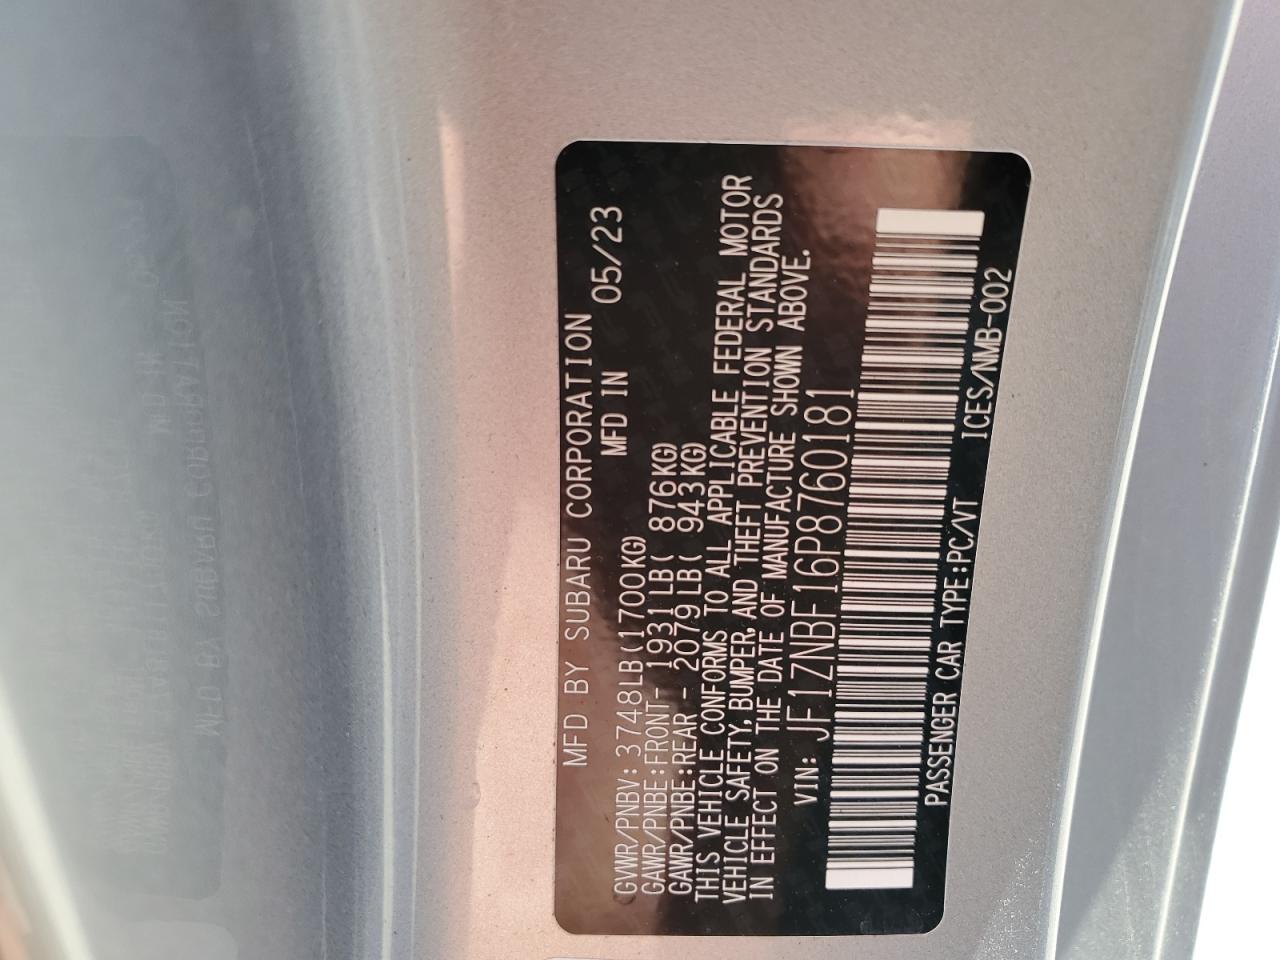 MFD BY SUBARU CORPORATION
MFD IN 05/23
GVWR/PNBV: 3748LB(1700KG)
GAWR/PNBE:FRONT- 1931LB( 876KG)
GAWR/PNBE:REAR - 2079LB( 943KG)
THIS VEHICLE CONFORMS TO ALL APPLICABLE FEDERAL MOTOR
VEHICLE SAFETY, BUMPER, AND THEFT PREVENTION STANDARDS
IN EFFECT ON THE DATE OF MANUFACTURE SHOWN ABOVE.
VIN: JF1ZNBF16P8760181
PASSENGER CAR TYPE:PC/VT ICES/NMB-002